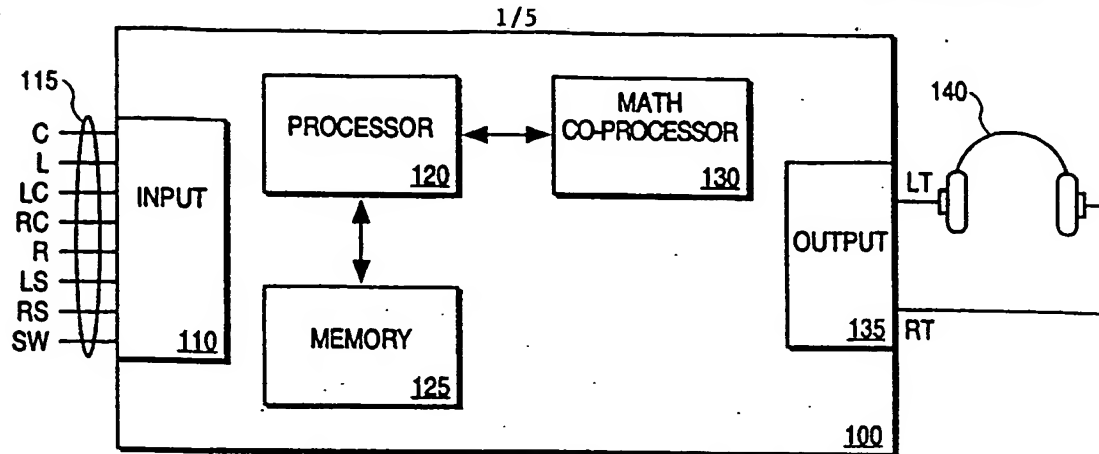 1/5
115
C
L
LC
RC
R
LS
RS
SW
INPUT
110
PROCESSOR
120
MATH
CO-PROCESSOR
130
MEMORY
125
OUTPUT
135
LT
RT
140
100